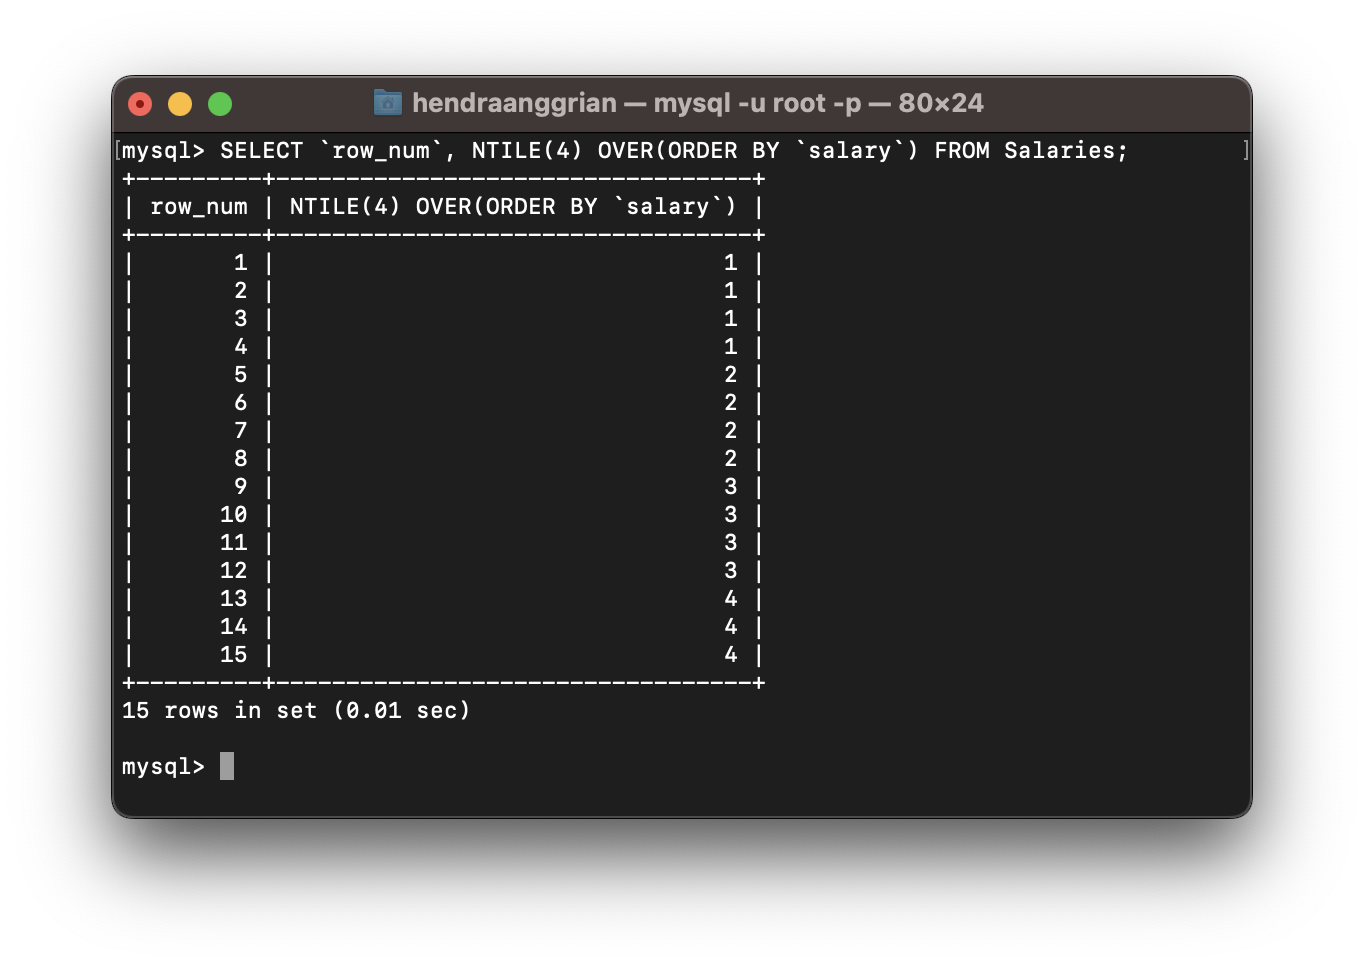 hendraanggrian — mysql -u root -p — 80×24
[mysql> SELECT `row_num`, NTILE(4) OVER(ORDER BY `salary`) FROM Salaries; ]
+---------+----------------------------------+
| row_num | NTILE(4) OVER(ORDER BY `salary`) |
+---------+----------------------------------+
|       1 |                                1 |
|       2 |                                1 |
|       3 |                                1 |
|       4 |                                1 |
|       5 |                                2 |
|       6 |                                2 |
|       7 |                                2 |
|       8 |                                2 |
|       9 |                                3 |
|      10 |                                3 |
|      11 |                                3 |
|      12 |                                3 |
|      13 |                                4 |
|      14 |                                4 |
|      15 |                                4 |
+---------+----------------------------------+
15 rows in set (0.01 sec)
mysql>